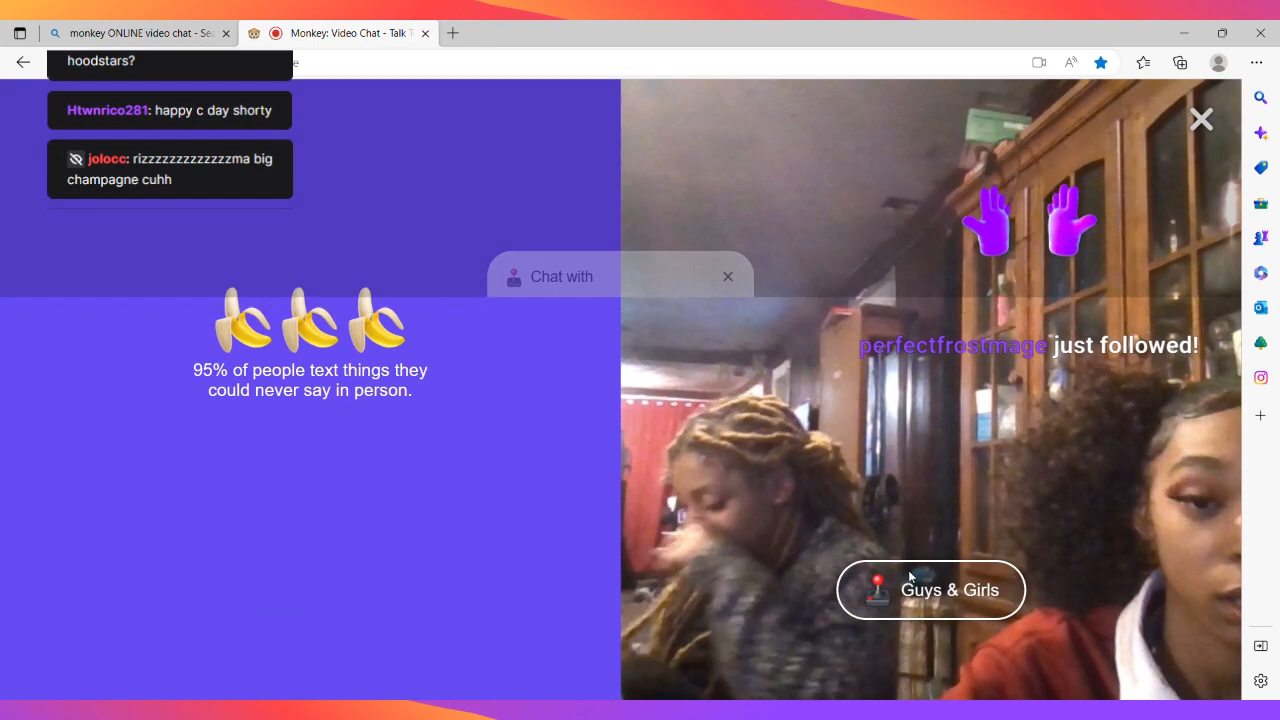 monkey ONLINE video chat - Se
Monkey: Video Chat - Talk T
e
hoodstars?
Htwnrico281: happy c day shorty
jolocc: rizzzzzzzzzzzzzma big
champagne cuhh
Chat with
95% of people text things they
could never say in person.
perfectfrostmage just followed!
Guys & Girls